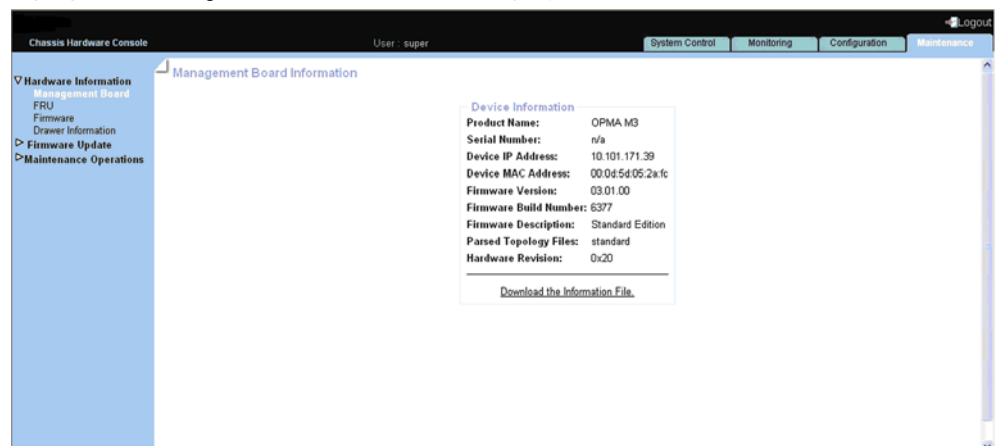 Logout
Chassis Hardware Console
User : super
System Control
Monitoring
Configuration
Maintenance
Hardware Information
Management Board
FRU
Firmware
Drawer Information
Firmware Update
Maintenance Operations
Management Board Information
Device Information
Product Name: OPMA M3
Serial Number: n/a
Device IP Address: 10.101.171.39
Device MAC Address: 00:0d:5d:05:2a:fc
Firmware Version: 03.01.00
Firmware Build Number: 6377
Firmware Description: Standard Edition
Parsed Topology Files: standard
Hardware Revision: 0x20
Download the Information File.